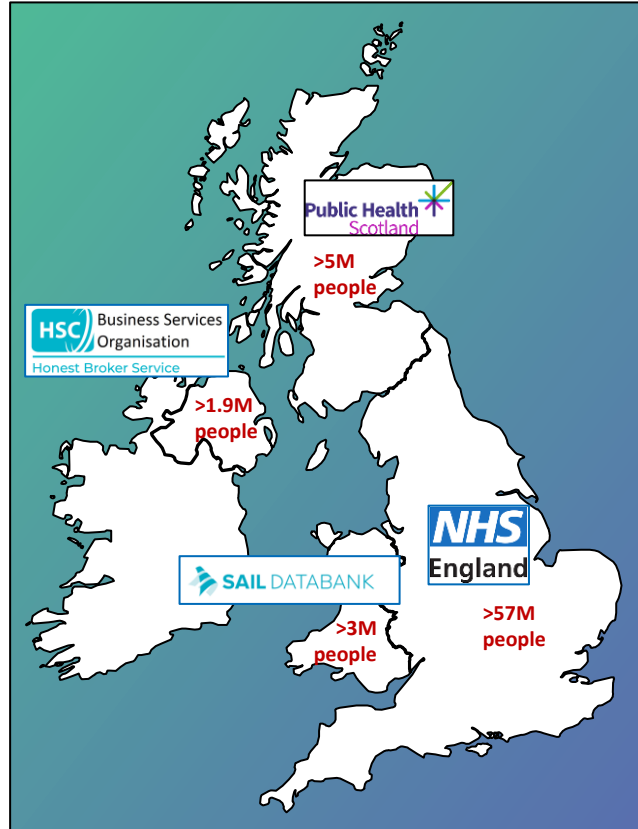 Public Health
Scotland
>5M
people
HSC
Business Services
Organisation
Honest Broker Service
>1.9M
people
NHS
England
SAIL DATABANK
>57M
people
>3M
people